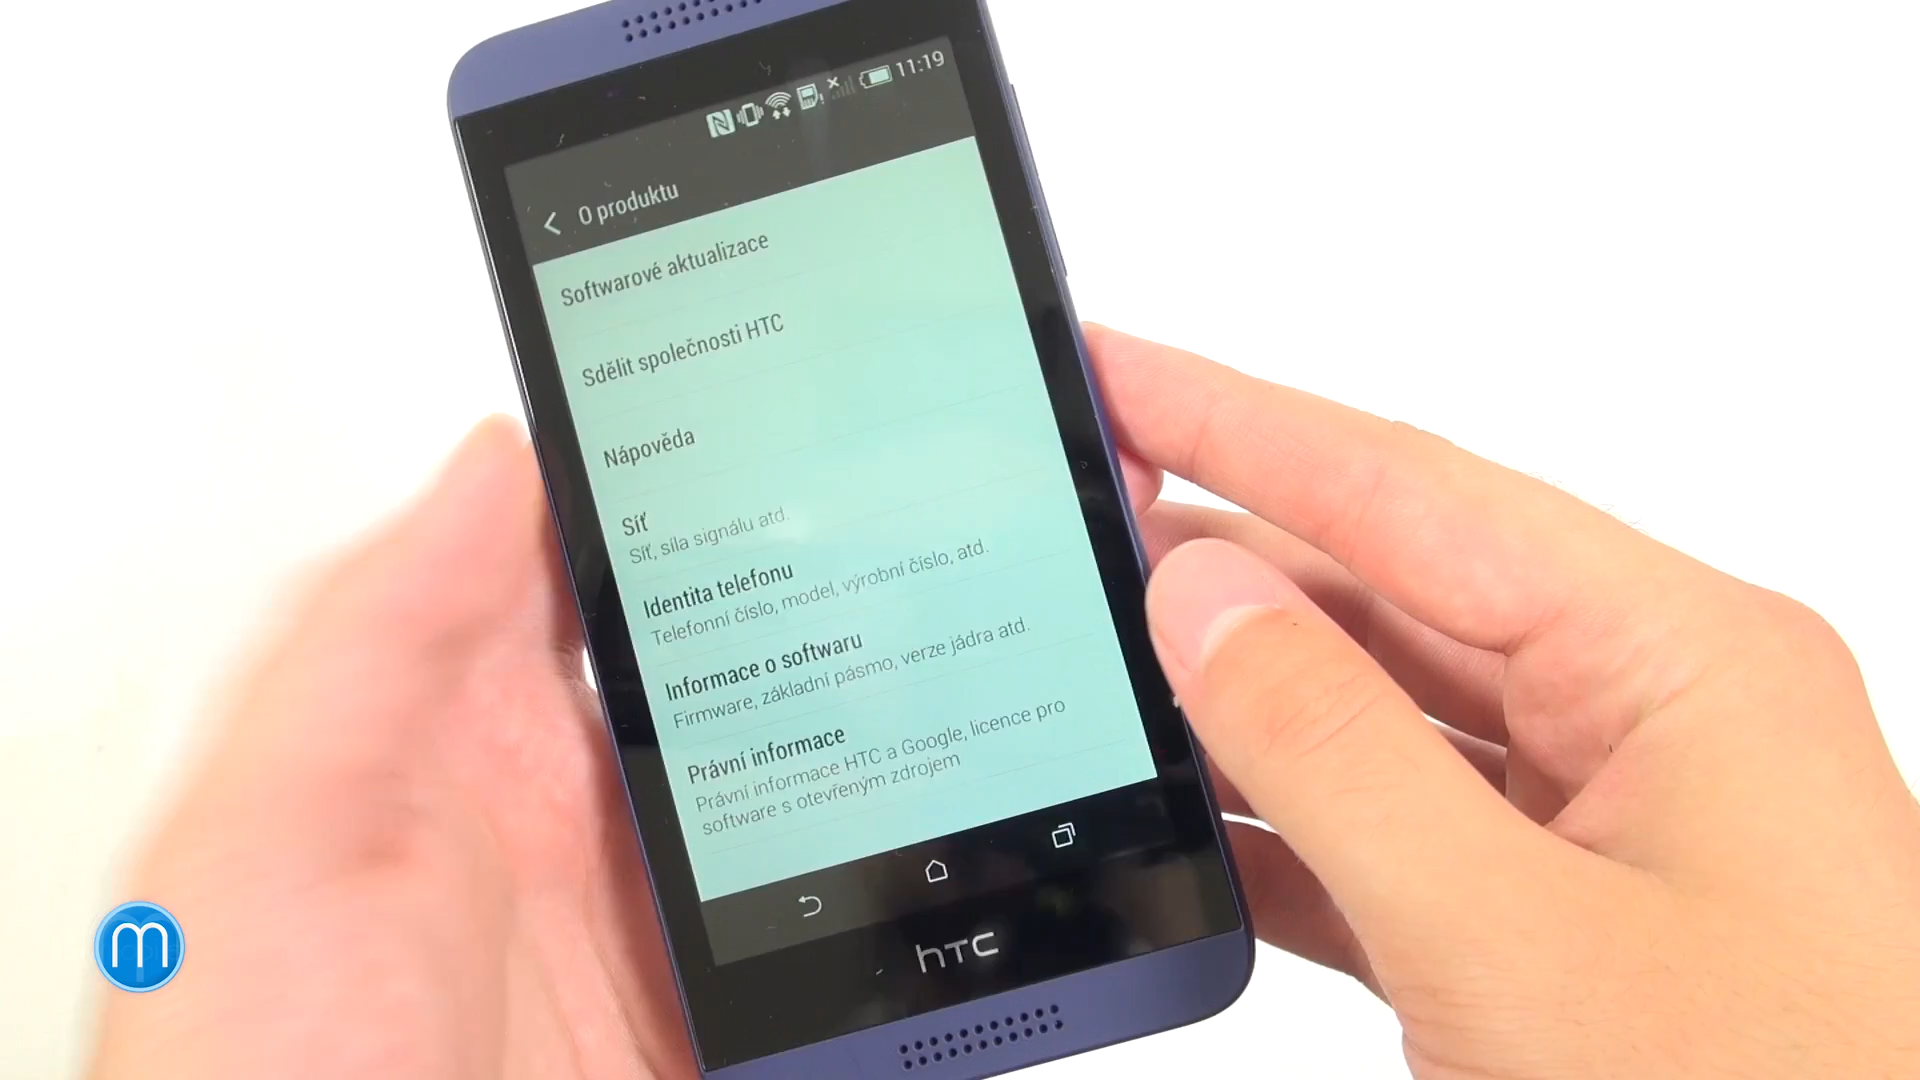 11:19
O produktu
Softwarové aktualizace
Sdělit společnosti HTC
Nápověda
Síť
Síť, síla signálu atd.
Identita telefonu
Telefonní číslo, model, výrobní číslo, atd.
Informace o softwaru
Firmware, základní pásmo, verze jádra atd.
Právní informace
Právní informace HTC a Google, licence pro
software s otevřeným zdrojem
hTC
m